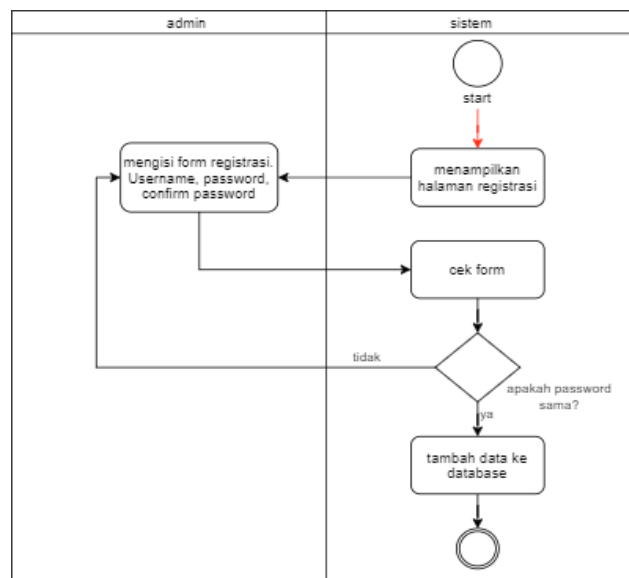 admin
sistem
start
mengisi form registrasi.
Username, password,
confirm password
menampilkan
halaman registrasi
cek form
tidak
apakah password
sama?
ya
tambah data ke
database